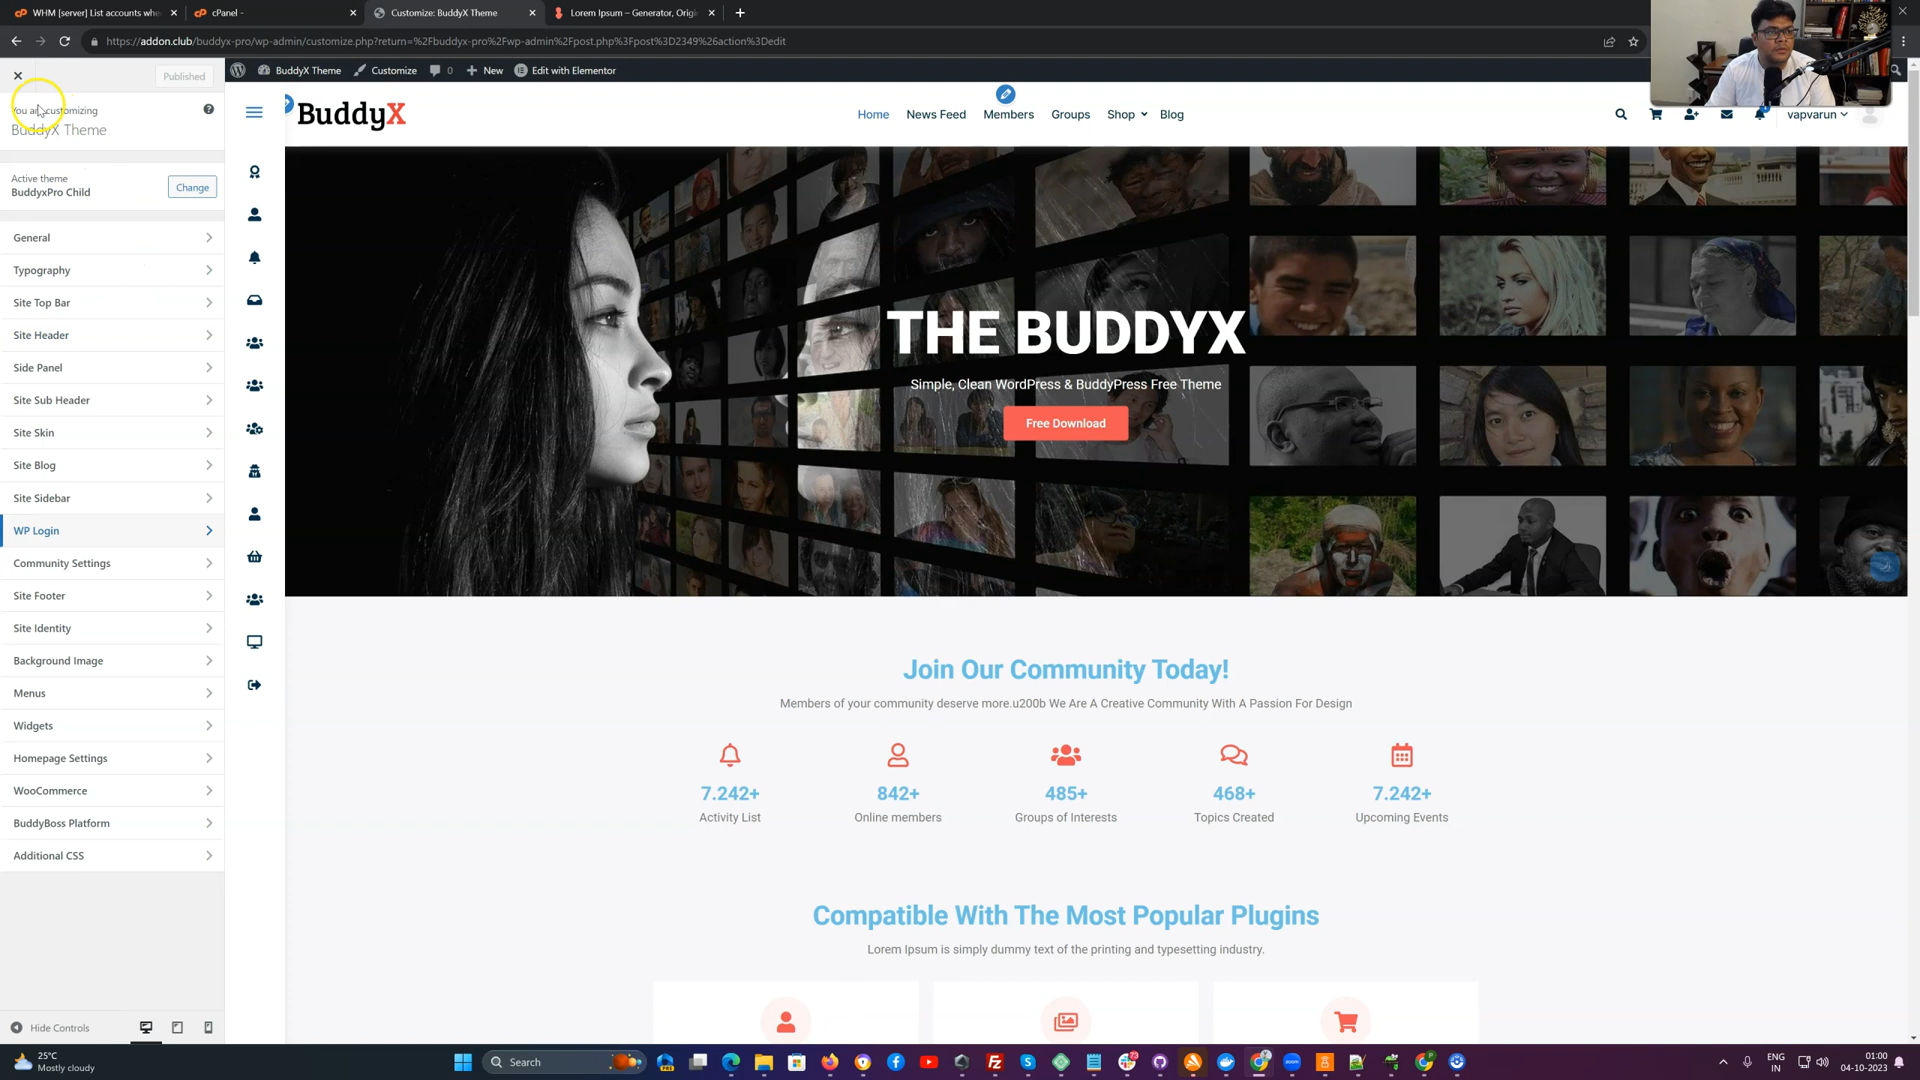 WHM [server] List accounts whe
cPanel -
Customize: BuddyX Theme
Lorem Ipsum – Generator, Origi
https://addon.club/buddyx-pro/wp-admin/customize.php?return=%2Fbuddyx-pro%2Fwp-admin%2Fpost.php%3Fpost%3D2349%26action%3Dedit
Published
BuddyX Theme
Customize
0
New
Edit with Elementor
You are customizing
BuddyX Theme
Active theme
BuddyxPro Child
Change
General
Typography
Site Top Bar
Site Header
Side Panel
Site Sub Header
Site Skin
Site Blog
Site Sidebar
WP Login
Community Settings
Site Footer
Site Identity
Background Image
Menus
Widgets
Homepage Settings
WooCommerce
BuddyBoss Platform
Additional CSS
Hide Controls
BuddyX
Home
News Feed
Members
Groups
Shop
Blog
vapvarun
THE BUDDYX
Simple, Clean WordPress & BuddyPress Free Theme
Free Download
Join Our Community Today!
Members of your community deserve more.u200b We Are A Creative Community With A Passion For Design
7.242+
Activity List
842+
Online members
485+
Groups of Interests
468+
Topics Created
7.242+
Upcoming Events
Compatible With The Most Popular Plugins
Lorem Ipsum is simply dummy text of the printing and typesetting industry.
25°C
Mostly cloudy
Search
ENG
IN
01:00
04-10-2023